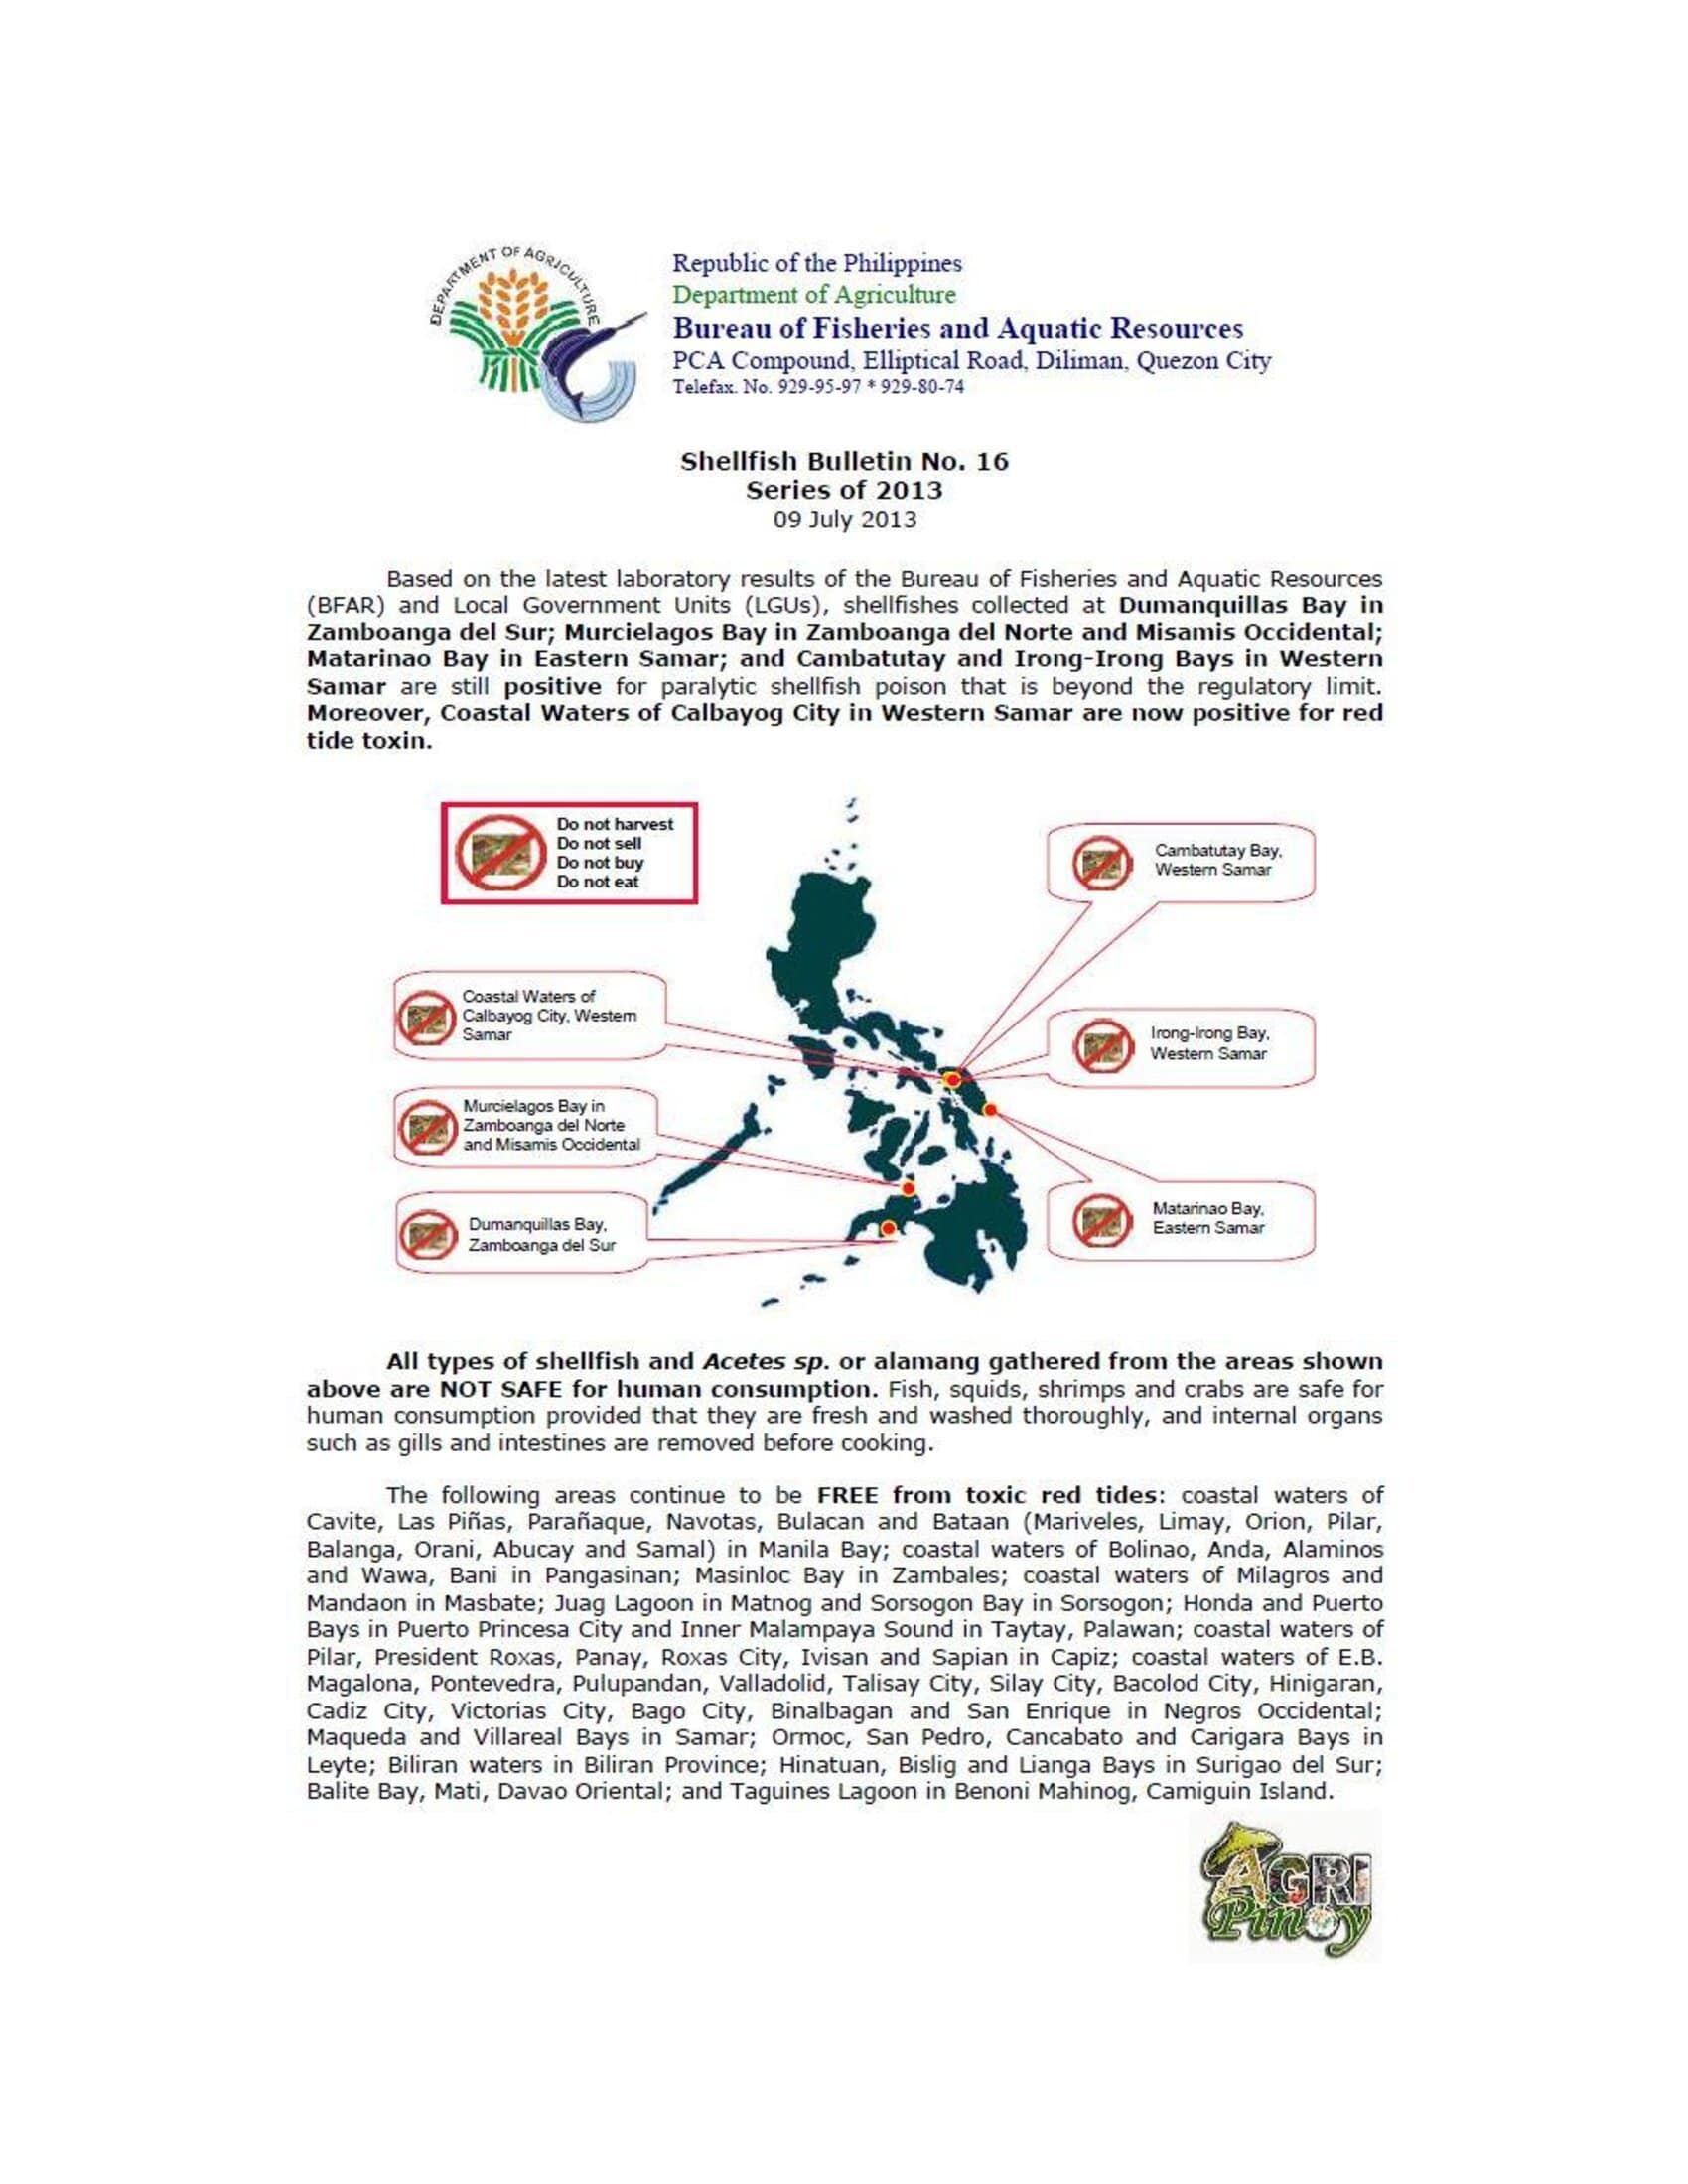 DEPARTMENT OF AGRICULTURE
Republic of the Philippines
Department of Agriculture
Bureau of Fisheries and Aquatic Resources
PCA Compound, Elliptical Road, Diliman, Quezon City
Telefax. No. 929-95-97 * 929-80-74
Shellfish Bulletin No. 16
Series of 2013
09 July 2013
Based on the latest laboratory results of the Bureau of Fisheries and Aquatic Resources
(BFAR) and Local Government Units (LGUs), shellfishes collected at Dumanquillas Bay in
Zamboanga del Sur; Murcielagos Bay in Zamboanga del Norte and Misamis Occidental;
Matarinao Bay in Eastern Samar; and Cambatutay and Irong-Irong Bays in Western
Samar are still positive for paralytic shellfish poison that is beyond the regulatory limit.
Moreover, Coastal Waters of Calbayog City in Western Samar are now positive for red
tide toxin.
Do not harvest
Do not sell
Do not buy
Do not eat
Cambatutay Bay,
Western Samar
Coastal Waters of
Calbayog City, Western
Samar
Irong-Irong Bay,
Western Samar
Murcielagos Bay in
Zamboanga del Norte
and Misamis Occidental
Dumanquillas Bay,
Zamboanga del Sur
Matarinao Bay,
Eastern Samar
All types of shellfish and Acetes sp. or alamang gathered from the areas shown
above are NOT SAFE for human consumption. Fish, squids, shrimps and crabs are safe for
human consumption provided that they are fresh and washed thoroughly, and internal organs
such as gills and intestines are removed before cooking.
The following areas continue to be FREE from toxic red tides: coastal waters of
Cavite, Las Piñas, Parañaque, Navotas, Bulacan and Bataan (Mariveles, Limay, Orion, Pilar,
Balanga, Orani, Abucay and Samal) in Manila Bay; coastal waters of Bolinao, Anda, Alaminos
and Wawa, Bani in Pangasinan; Masinloc Bay in Zambales; coastal waters of Milagros and
Mandaon in Masbate; Juag Lagoon in Matnog and Sorsogon Bay in Sorsogon; Honda and Puerto
Bays in Puerto Princesa City and Inner Malampaya Sound in Taytay, Palawan; coastal waters of
Pilar, President Roxas, Panay, Roxas City, Ivisan and Sapian in Capiz; coastal waters of E.B.
Magalona, Pontevedra, Pulupandan, Valladolid, Talisay City, Silay City, Bacolod City, Hinigaran,
Cadiz City, Victorias City, Bago City, Binalbagan and San Enrique in Negros Occidental;
Maqueda and Villareal Bays in Samar; Ormoc, San Pedro, Cancabato and Carigara Bays in
Leyte; Biliran waters in Biliran Province; Hinatuan, Bislig and Lianga Bays in Surigao del Sur;
Balite Bay, Mati, Davao Oriental; and Taguines Lagoon in Benoni Mahinog, Camiguin Island.
AGRI
Pinoy